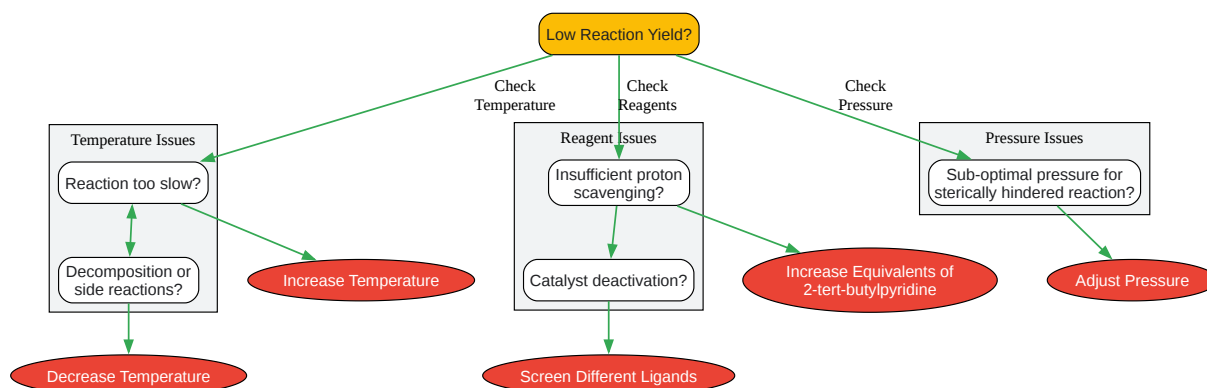 Low Reaction Yield?
Check
Temperature
Check
Reagents
Check
Pressure
Temperature Issues
Reagent Issues
Pressure Issues
Reaction too slow?
Insufficient proton
scavenging?
Sub-optimal pressure for
sterically hindered reaction?
Decomposition or
side reactions?
Increase Temperature
Catalyst deactivation?
Increase Equivalents of
2-tert-butylpyridine
Adjust Pressure
Decrease Temperature
Screen Different Ligands